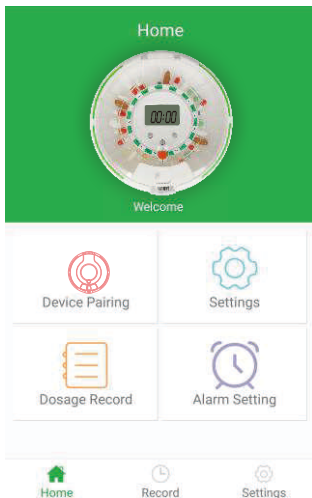 Home
00:00
Welcome
Device Pairing
Settings
Dosage Record
Alarm Setting
Home
Record
Settings